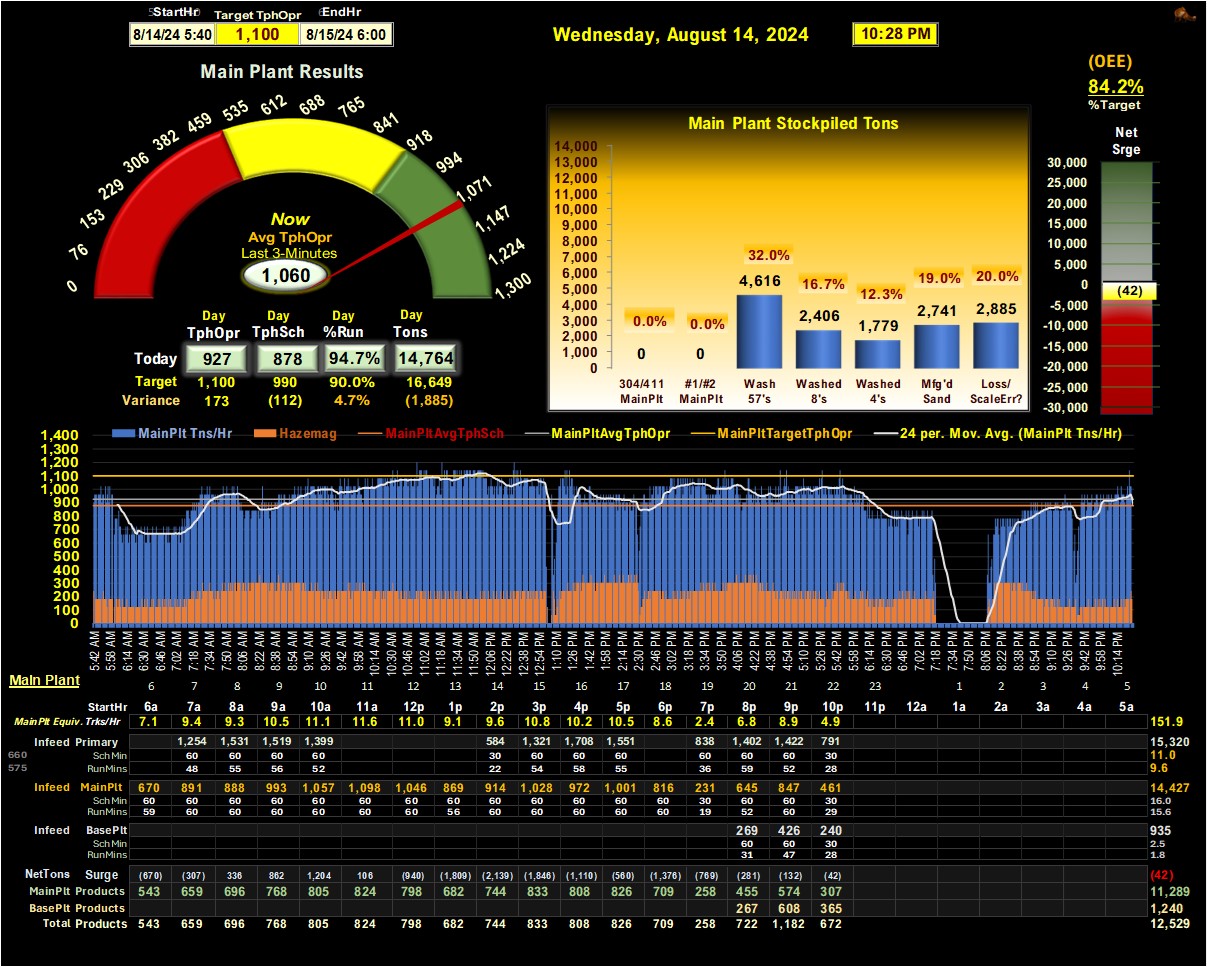 StartHr Target TphOpr EndHr
8/14/24 5:40 1,100 8/15/24 6:00
Wednesday, August 14, 2024 10:28 PM
(OEE)
84.2%
%Target
Main Plant Results
0 76 153 229 306 382 459 535 612 688 765 841 918 994 1,071 1,147 1,224 1,300
Now
Avg TphOpr
Last 3-Minutes
1,060
Day Day Day Day
TphOpr TphSch %Run Tons
Today 927 878 94.7% 14,764
Target 1,100 990 90.0% 16,649
Variance 173 (112) 4.7% (1,885)
Main Plant Stockpiled Tons
14,000
13,000
12,000
11,000
10,000
9,000
8,000
7,000
6,000
5,000
4,000
3,000
2,000
1,000
0
0.0% 0.0% 32.0% 16.7% 12.3% 19.0% 20.0%
0 0 4,616 2,406 1,779 2,741 2,885
304/411 #1/#2 Wash Washed Washed Mfg'd Loss/
MainPlt MainPlt 57's 8's 4's Sand ScaleErr?
Net
Srge
30,000
25,000
20,000
15,000
10,000
5,000
0
(42)
-5,000
-10,000
-15,000
-20,000
-25,000
-30,000
MainPlt Tns/Hr Hazemag MainPltAvgTphSch MainPltAvgTphOpr MainPltTargetTphOpr 24 per. Mov. Avg. (MainPlt Tns/Hr)
1,400
1,300
1,200
1,100
1,000
900
800
700
600
500
400
300
200
100
0
5:42 AM 5:58 AM 6:14 AM 6:30 AM 6:46 AM 7:02 AM 7:18 AM 7:34 AM 7:50 AM 8:06 AM 8:22 AM 8:38 AM 8:54 AM 9:10 AM 9:26 AM 9:42 AM 9:58 AM 10:14 AM 10:30 AM 10:46 AM 11:02 AM 11:18 AM 11:34 AM 11:50 AM 12:06 PM 12:22 PM 12:38 PM 12:54 PM 1:10 PM 1:26 PM 1:42 PM 1:58 PM 2:14 PM 2:30 PM 2:46 PM 3:02 PM 3:18 PM 3:34 PM 3:50 PM 4:06 PM 4:22 PM 4:38 PM 4:54 PM 5:10 PM 5:26 PM 5:42 PM 5:58 PM 6:14 PM 6:30 PM 6:46 PM 7:02 PM 7:18 PM 7:34 PM 7:50 PM 8:06 PM 8:22 PM 8:38 PM 8:54 PM 9:10 PM 9:26 PM 9:42 PM 9:58 PM 10:14 PM
Main Plant 6 7 8 9 10 11 12 13 14 15 16 17 18 19 20 21 22 23 1 2 3 4 5
StartHr 6a 7a 8a 9a 10a 11a 12p 1p 2p 3p 4p 5p 6p 7p 8p 9p 10p 11p 12a 1a 2a 3a 4a 5a
MainPlt Equiv. Trks/Hr 7.1 9.4 9.3 10.5 11.1 11.6 11.0 9.1 9.6 10.8 10.2 10.5 8.6 2.4 6.8 8.9 4.9 151.9
Infeed Primary 1,254 1,531 1,519 1,399 584 1,321 1,708 1,551 838 1,402 1,422 791 15,320
660 Sch Min 60 60 60 60 30 60 60 60 60 60 60 30 11.0
575 RunMins 48 55 56 52 22 54 58 55 36 59 52 28 9.6
Infeed MainPlt 670 891 888 993 1,057 1,098 1,046 869 914 1,028 972 1,001 816 231 645 847 461 14,427
Sch Min 60 60 60 60 60 60 60 60 60 60 60 60 60 30 60 60 30 16.0
RunMins 59 60 60 60 60 60 60 56 60 60 60 60 60 19 52 60 29 15.6
Infeed BasePlt 269 426 240 935
Sch Min 60 60 30 2.5
RunMins 31 47 28 1.8
NetTons Surge (670) (307) 336 862 1,204 106 (940) (1,809) (2,139) (1,846) (1,110) (560) (1,376) (769) (281) (132) (42) (42)
MainPlt Products 543 659 696 768 805 824 798 682 744 833 808 826 709 258 455 574 307 11,289
BasePlt Products 267 608 365 1,240
Total Products 543 659 696 768 805 824 798 682 744 833 808 826 709 258 722 1,182 672 12,529